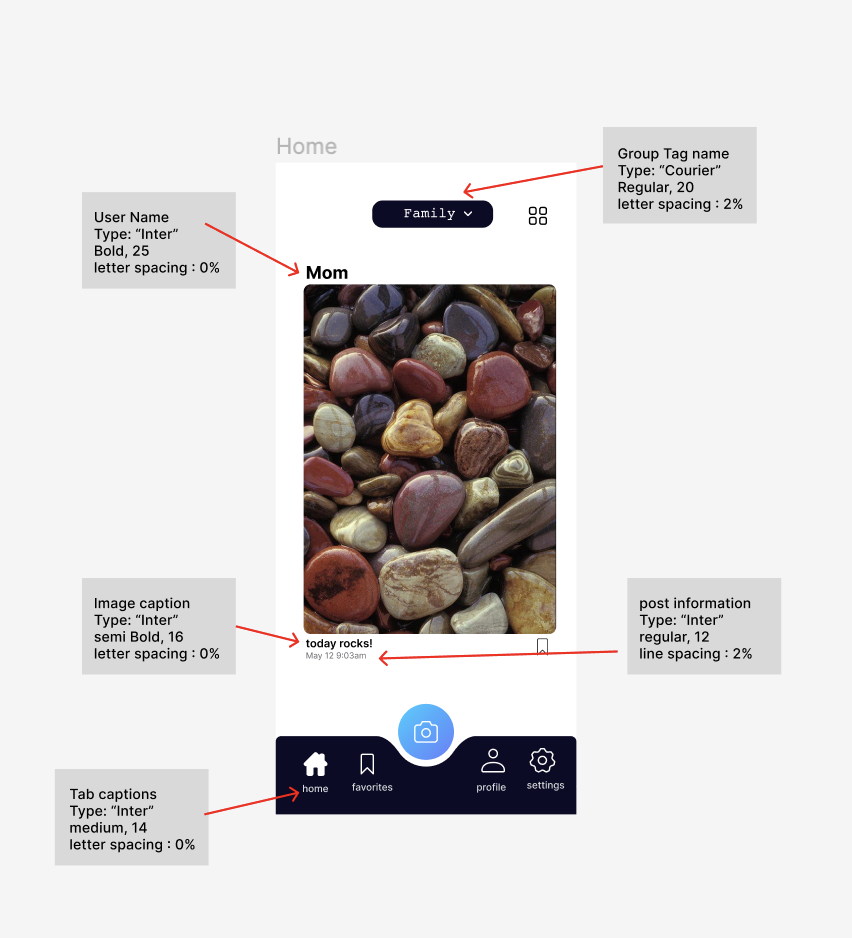 Home
Group Tag name
Type: “Courier”
Regular, 20
letter spacing : 2%
User Name
Type: “Inter”
Bold, 25
letter spacing : 0%
Family
Mom
Image caption
Type: “Inter”
semi Bold, 16
letter spacing : 0%
post information
Type: “Inter”
regular, 12
line spacing : 2%
today rocks!
May 12 9:03am
Tab captions
Type: “Inter”
medium, 14
letter spacing : 0%
home
favorites
profile
settings